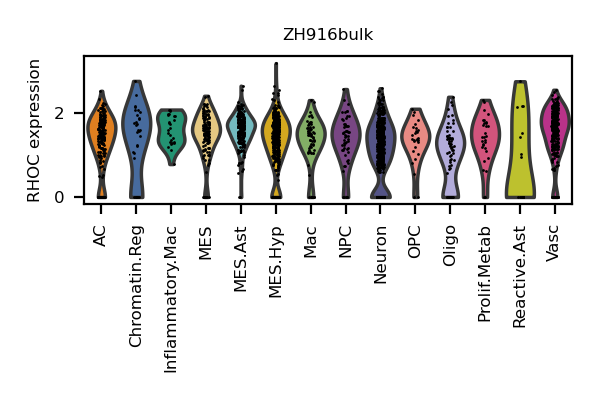 ZH916bulk
RHOC expression
2
0
AC
Chromatin.Reg
Inflammatory.Mac
MES
MES.Ast
MES.Hyp
Mac
NPC
Neuron
OPC
Oligo
Prolif.Metab
Reactive.Ast
Vasc